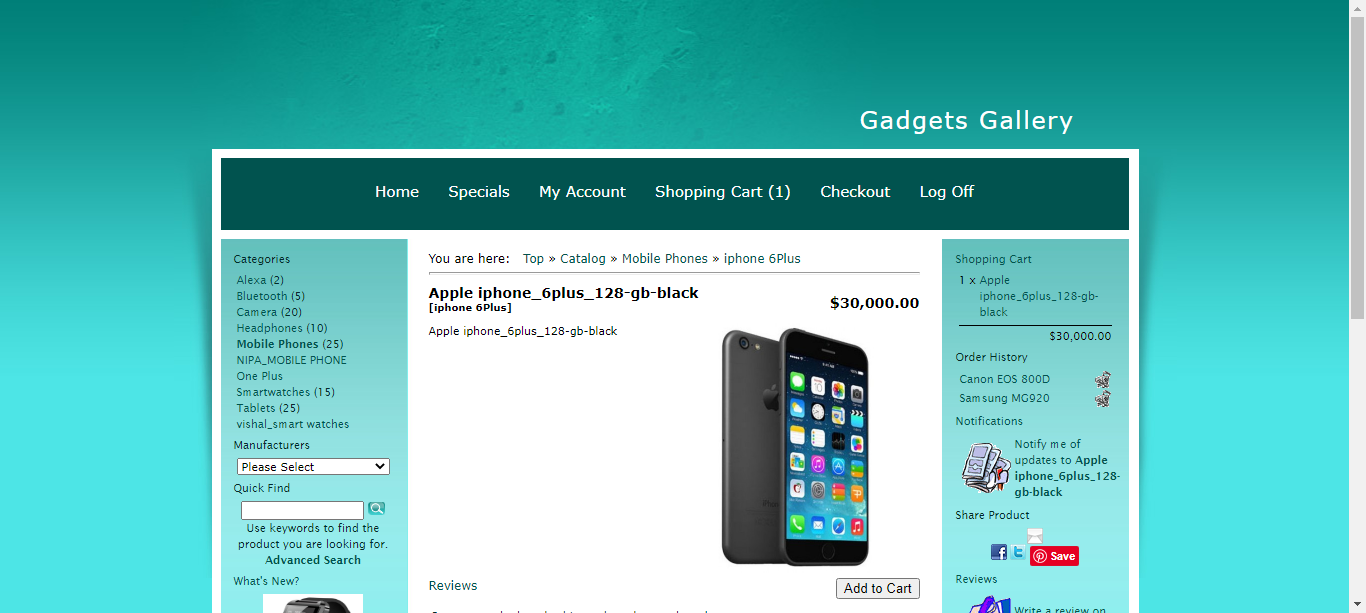 Gadgets Gallery
Home Specials My Account Shopping Cart (1) Checkout Log Off
Categories
Alexa (2)
Bluetooth (5)
Camera (20)
Headphones (10)
Mobile Phones (25)
NIPA_MOBILE PHONE
One Plus
Smartwatches (15)
Tablets (25)
vishal_smart watches
Manufacturers
Please Select
Quick Find
Use keywords to find the
product you are looking for.
Advanced Search
What's New?
You are here: Top » Catalog » Mobile Phones » iphone 6Plus
Apple iphone_6plus_128-gb-black
[iphone 6Plus]
$30,000.00
Apple iphone_6plus_128-gb-black
Reviews
Add to Cart
Shopping Cart
1 x Apple
iphone_6plus_128-gb-
black
$30,000.00
Order History
Canon EOS 800D
Samsung MG920
Notifications
Notify me of
updates to Apple
iphone_6plus_128-
gb-black
Share Product
Save
Reviews
Write a review on